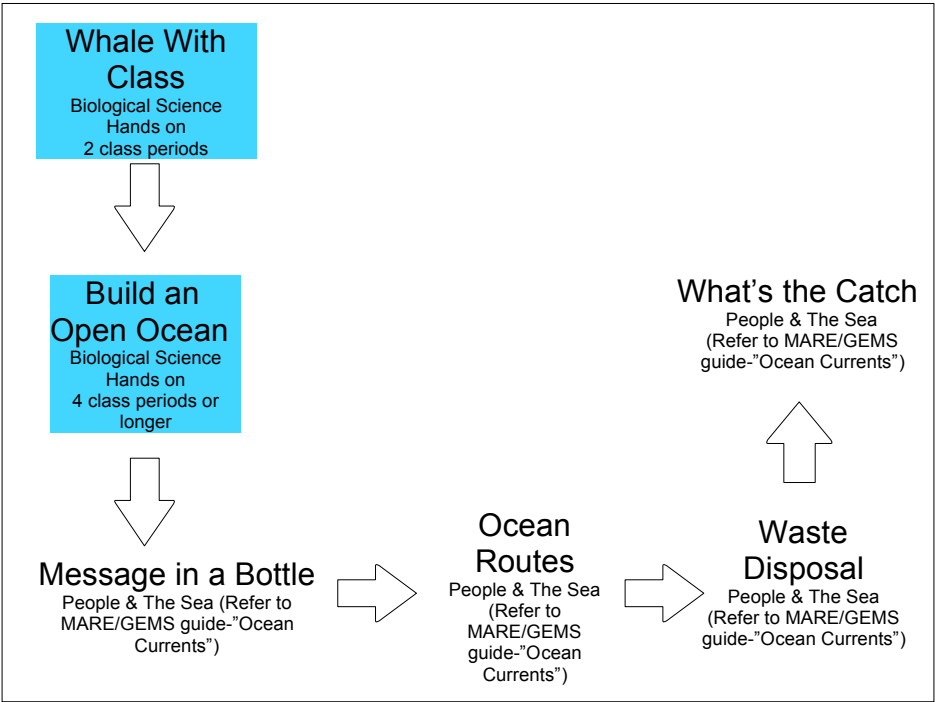 Whale With
Class
Biological Science
Hands on
2 class periods
Build an
Open Ocean
Biological Science
Hands on
4 class periods or
longer
Message in a Bottle
People & The Sea (Refer to
MARE/GEMS guide-”Ocean
Currents”)
Ocean
Routes
People & The Sea
(Refer to
MARE/GEMS
guide-”Ocean
Currents”)
Waste
Disposal
People & The Sea
(Refer to MARE/GEMS
guide-”Ocean Currents”)
What’s the Catch
People & The Sea
(Refer to MARE/GEMS
guide-”Ocean Currents”)